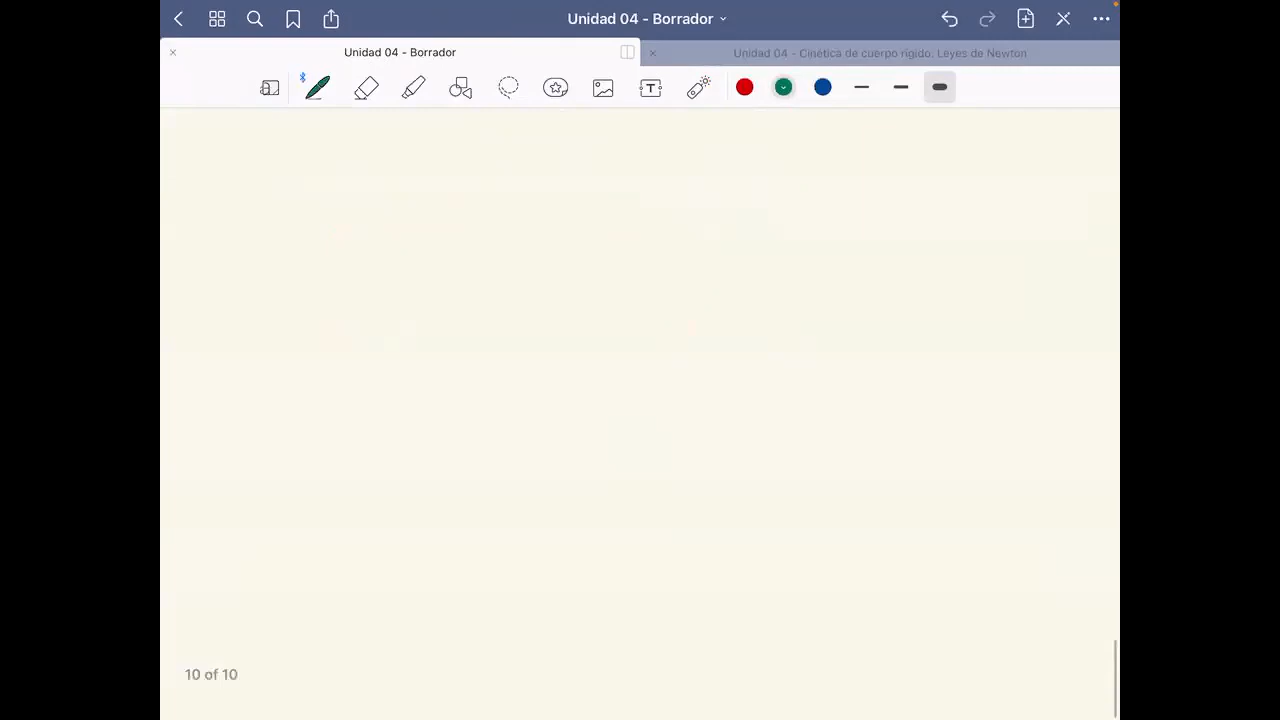 Unidad 04 - Borrador
Unidad 04 - Borrador
Unidad 04 - Cinética de cuerpo rígido. Leyes de Newton
T
10 of 10